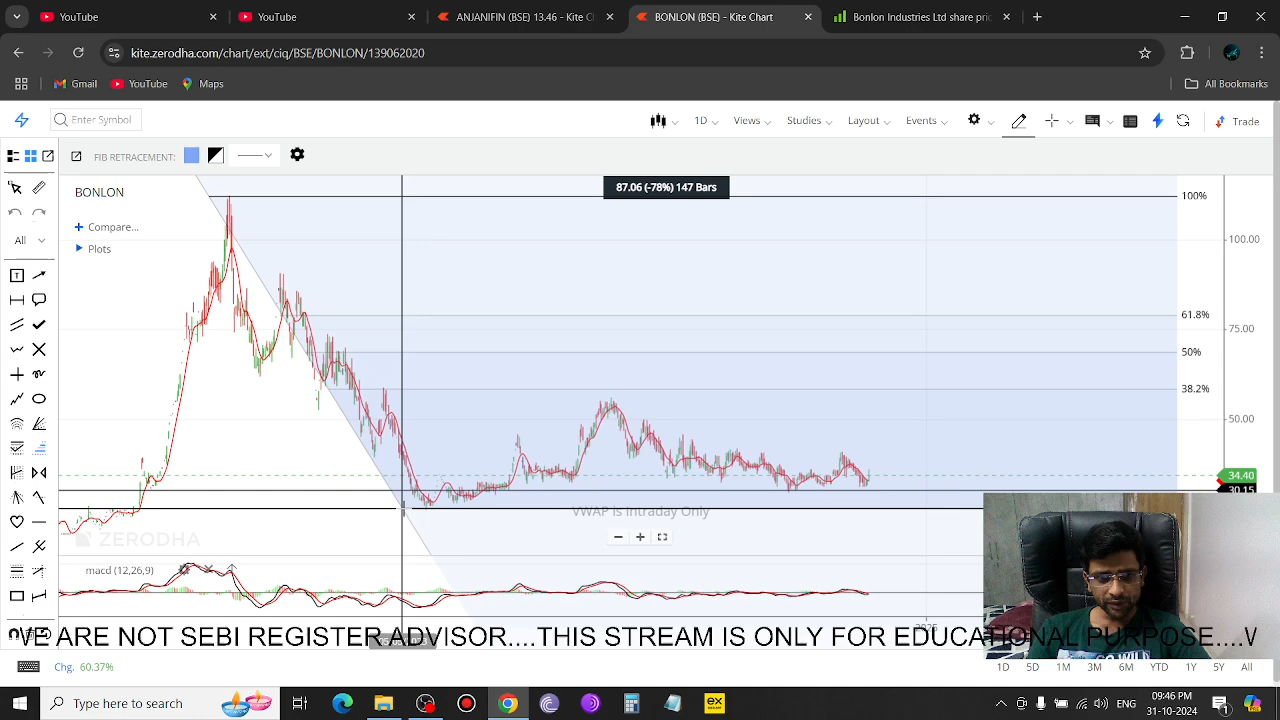 YouTube
YouTube
ANJANIFIN (BSE) 13.46 - Kite C
BONLON (BSE) - Kite Chart
Bonlon Industries Ltd share pric
kite.zerodha.com/chart/ext/ciq/BSE/BONLON/139062020
Gmail
YouTube
Maps
All Bookmarks
Enter Symbol
1D
Views
Studies
Layout
Events
Trade
FIB RETRACEMENT:
87.06 (-78%) 147 Bars
BONLON
100%
Compare...
All
Plots
100.00
61.8%
75.00
50%
38.2%
50.00
34.40
30.15
VWAP is Intraday Only
ZERODHA
macd (12,26,9)
2025
WE ARE NOT SEBI REGISTER ADVISOR....THIS STREAM IS ONLY FOR EDUCATIONAL PURPOSE....V
Chg. 60.37%
1D 5D 1M 3M 6M YTD 1Y 5Y All
Type here to search
ENG
09:46 PM
31-10-2024